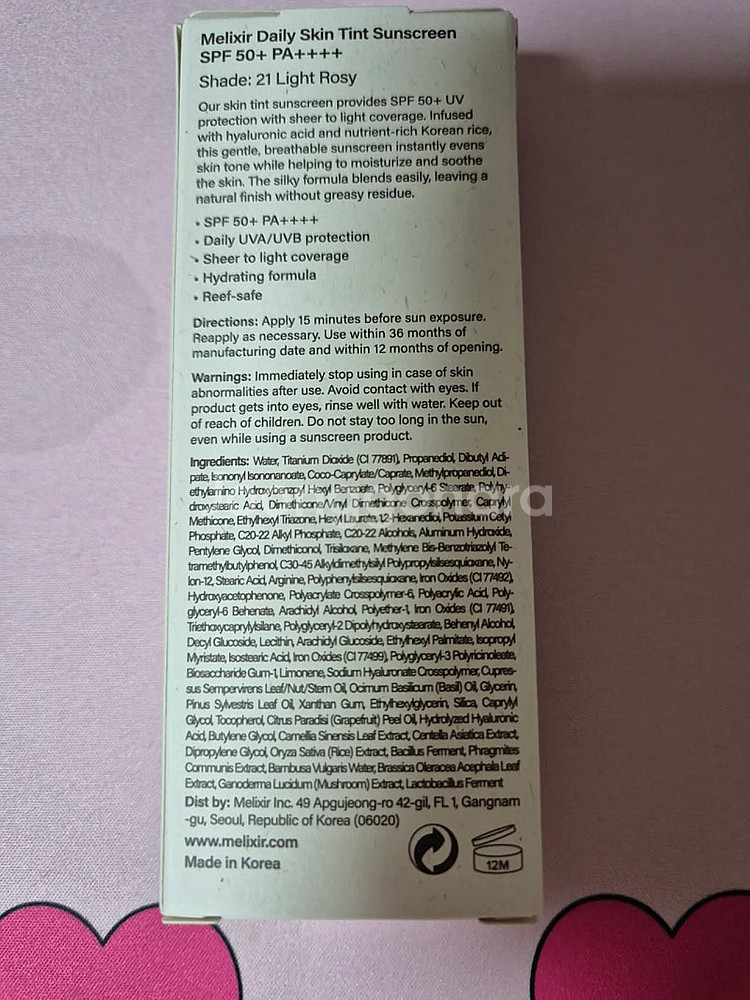 Melixir Daily Skin Tint Sunscreen
SPF 50+ PA++++
Shade: 21 Light Rosy
Our skin tint sunscreen provides SPF 50+ UV
protection with sheer to light coverage. Infused
with hyaluronic acid and nutrient-rich Korean rice,
this gentle, breathable sunscreen instantly evens
skin tone while helping to moisturize and soothe
the skin. The silky formula blends easily, leaving a
natural finish without greasy residue.
• SPF 50+ PA++++
• Daily UVA/UVB protection
• Sheer to light coverage
• Hydrating formula
• Reef-safe
Directions: Apply 15 minutes before sun exposure.
Reapply as necessary. Use within 36 months of
manufacturing date and within 12 months of opening.
Warnings: Immediately stop using in case of skin
abnormalities after use. Avoid contact with eyes. If
product gets into eyes, rinse well with water. Keep out
of reach of children. Do not stay too long in the sun,
even while using a sunscreen product.
Ingredients: Water, Titanium Dioxide (CI 77891), Propanediol, Dibutyl Adi-
pate, Isononyl Isononanoate, Coco-Caprylate/Caprate, Methylpropanediol, Di-
ethylamino Hydroxybenzoyl Hexyl Benzoate, Polyglyceryl-6 Stearate, Polyhy-
droxystearic Acid, Dimethicone/Vinyl Dimethicone Crosspolymer, Caprylyl
Methicone, Ethylhexyl Triazone, Hexyl Laurate, 1,2-Hexanediol, Potassium Cetyl
Phosphate, C20-22 Alkyl Phosphate, C20-22 Alcohols, Aluminum Hydroxide,
Pentylene Glycol, Dimethiconol, Trisiloxane, Methylene Bis-Benzotriazolyl Te-
tramethylbutylphenol, C30-45 Alkyldimethylsilyl Polypropylsilsesquioxane, Ny-
lon-12, Stearic Acid, Arginine, Polyphenylsilsesquioxane, Iron Oxides (CI 77492),
Hydroxyacetophenone, Polyacrylate Crosspolymer-6, Polyacrylic Acid, Poly-
glyceryl-6 Behenate, Arachidyl Alcohol, Polyether-1, Iron Oxides (CI 77491),
Triethoxycaprylylsilane, Polyglyceryl-2 Dipolyhydroxystearate, Behenyl Alcohol,
Decyl Glucoside, Lecithin, Arachidyl Glucoside, Ethylhexyl Palmitate, Isopropyl
Myristate, Isostearic Acid, Iron Oxides (CI 77499), Polyglyceryl-3 Polyricinoleate,
Biosaccharide Gum-1, Limonene, Sodium Hyaluronate Crosspolymer, Cupres-
sus Sempervirens Leaf/Nut/Stem Oil, Ocimum Basilicum (Basil) Oil, Glycerin,
Pinus Sylvestris Leaf Oil, Xanthan Gum, Ethylhexylglycerin, Silica, Caprylyl
Glycol, Tocopherol, Citrus Paradisi (Grapefruit) Peel Oil, Hydrolyzed Hyaluronic
Acid, Butylene Glycol, Camellia Sinensis Leaf Extract, Centella Asiatica Extract,
Dipropylene Glycol, Oryza Sativa (Rice) Extract, Bacillus Ferment, Phragmites
Communis Extract, Bambusa Vulgaris Water, Brassica Oleracea Acephala Leaf
Extract, Ganoderma Lucidum (Mushroom) Extract, Lactobacillus Ferment
Dist by: Melixir Inc. 49 Apgujeong-ro 42-gil, FL 1, Gangnam
-gu, Seoul, Republic of Korea (06020)
www.melixir.com
Made in Korea
12M